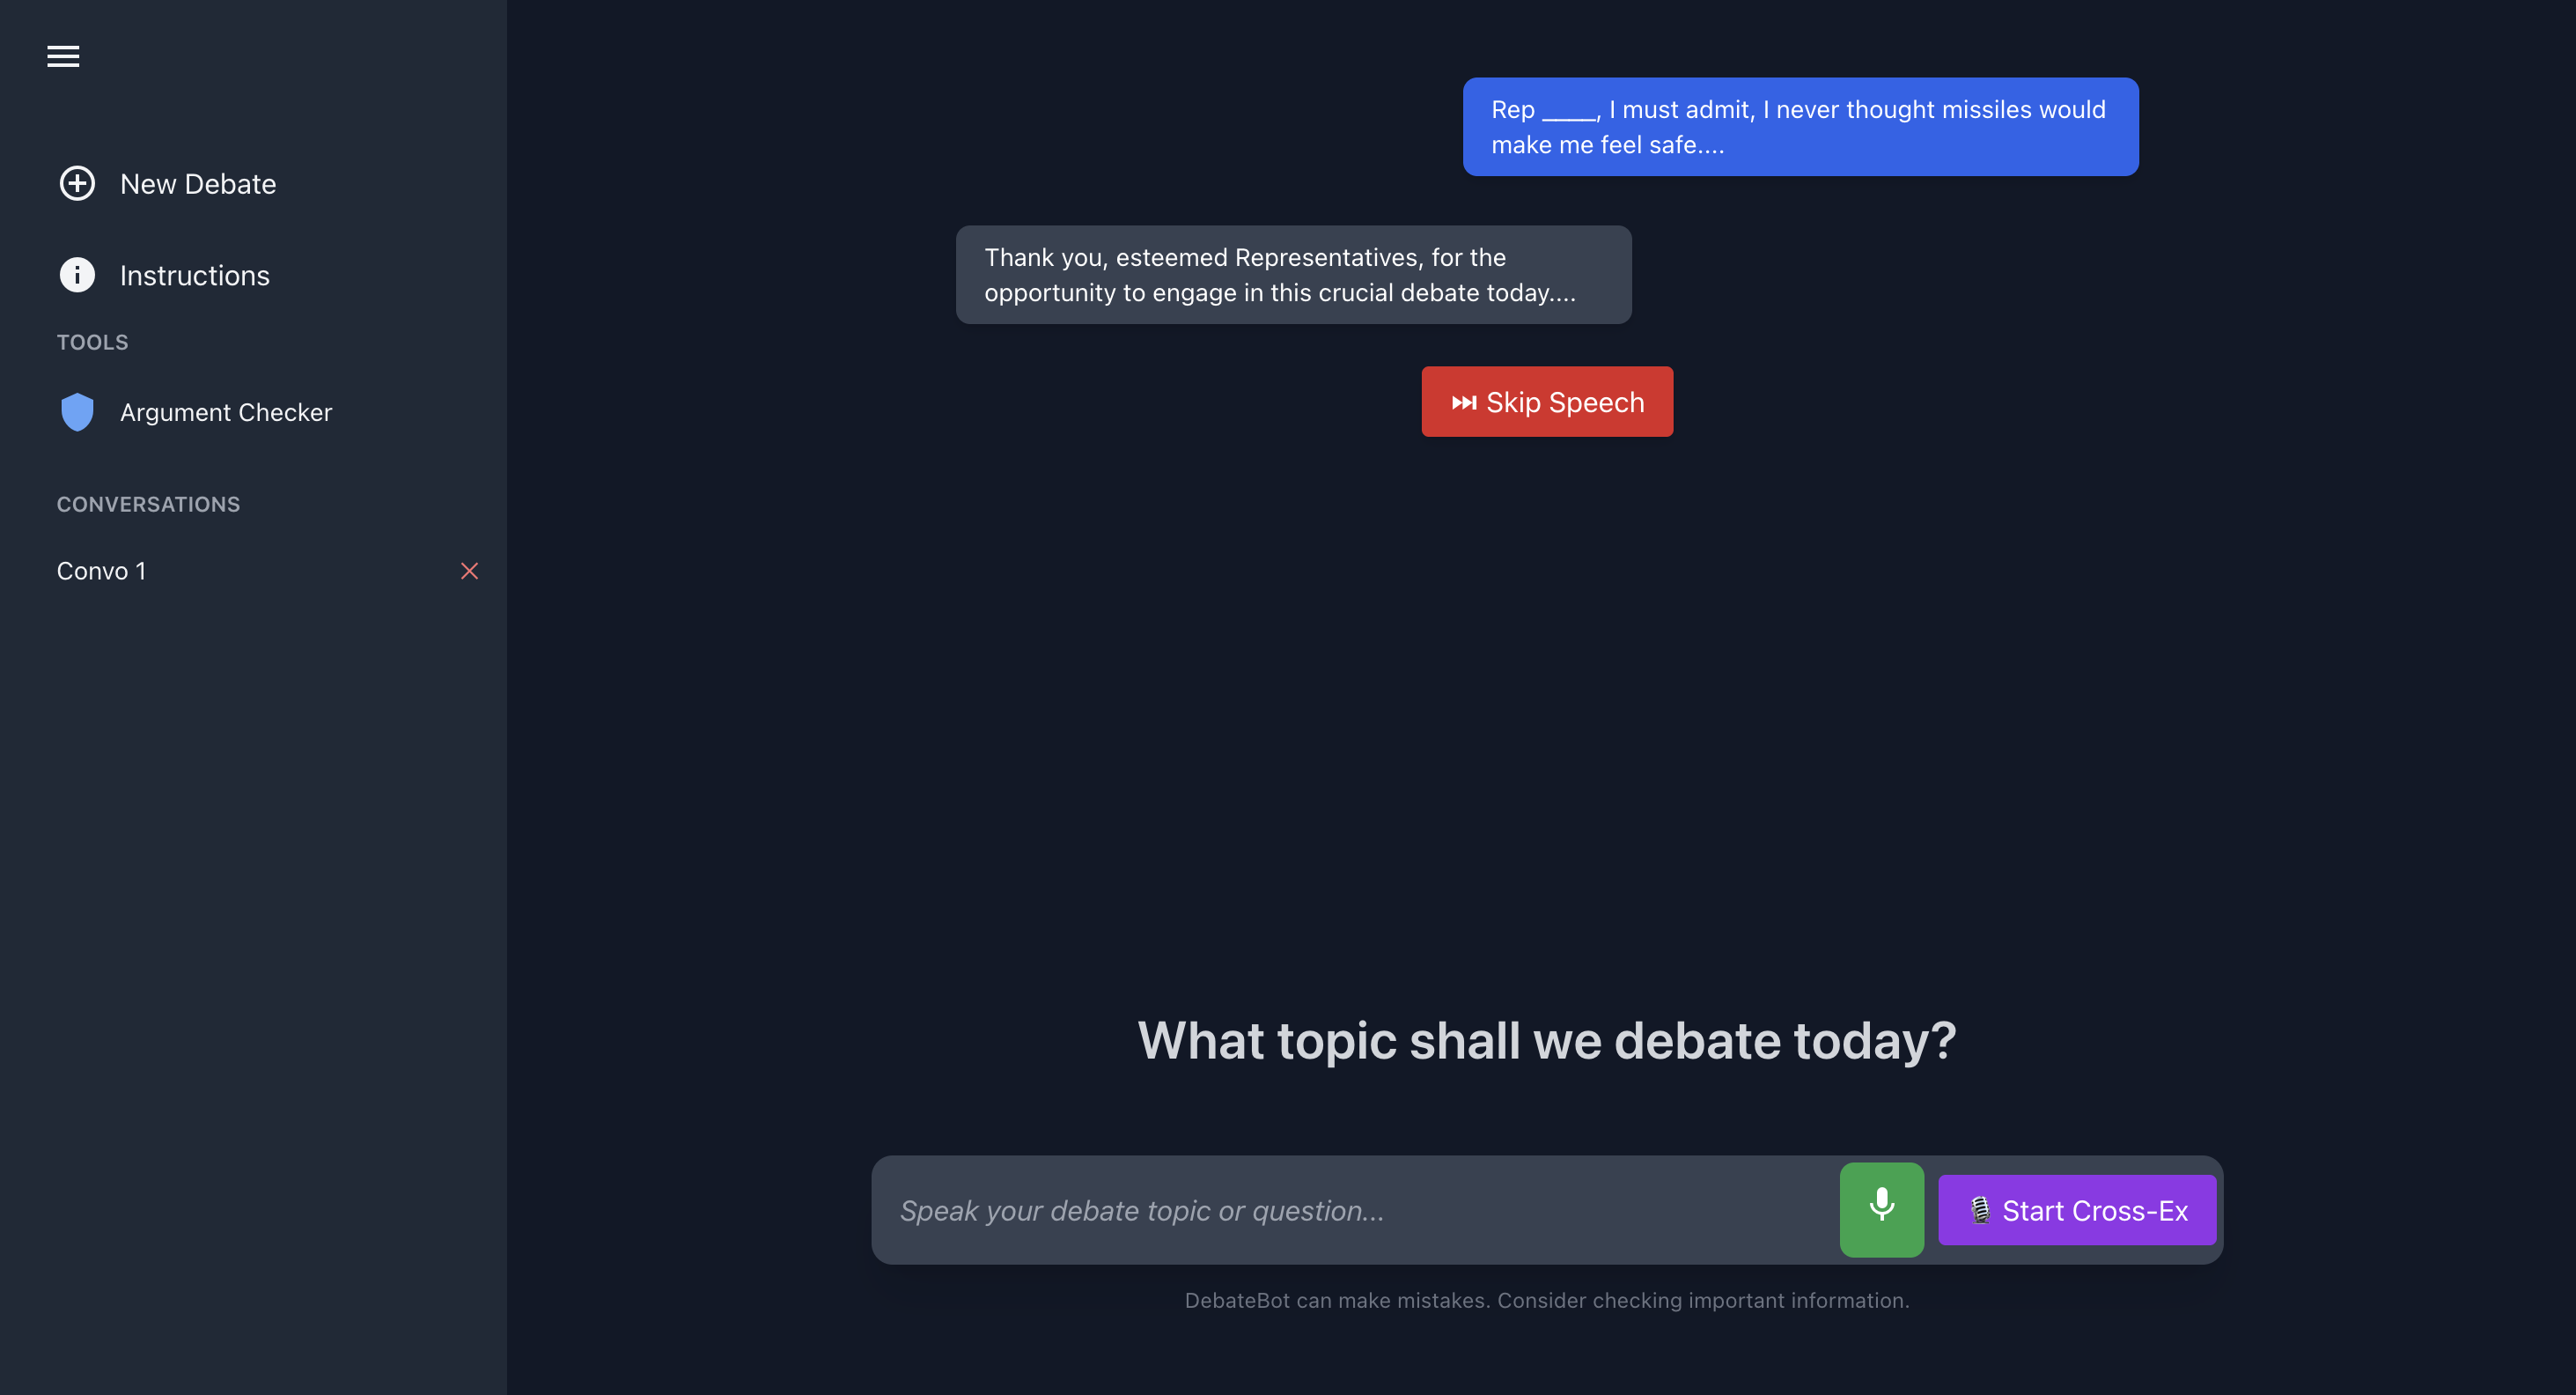 New Debate
Instructions
TOOLS
Argument Checker
CONVERSATIONS
Convo 1
Rep ____, I must admit, I never thought missiles would
make me feel safe....
Thank you, esteemed Representatives, for the
opportunity to engage in this crucial debate today....
Skip Speech
What topic shall we debate today?
Speak your debate topic or question...
Start Cross-Ex
DebateBot can make mistakes. Consider checking important information.